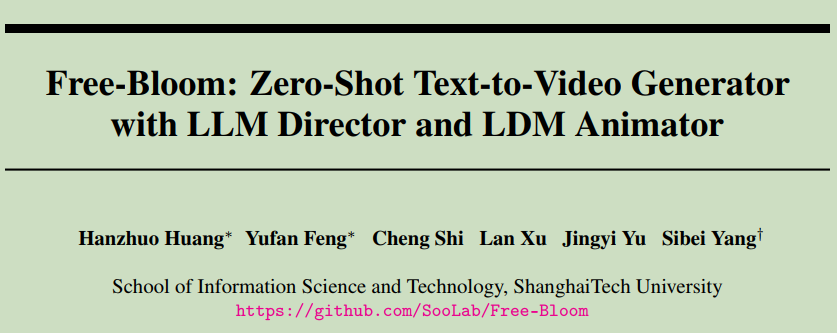 Free-Bloom: Zero-Shot Text-to-Video Generator
with LLM Director and LDM Animator
Hanzhuo Huang* Yufan Feng* Cheng Shi Lan Xu Jingyi Yu Sibei Yang†
School of Information Science and Technology, ShanghaiTech University
https://github.com/SooLab/Free-Bloom